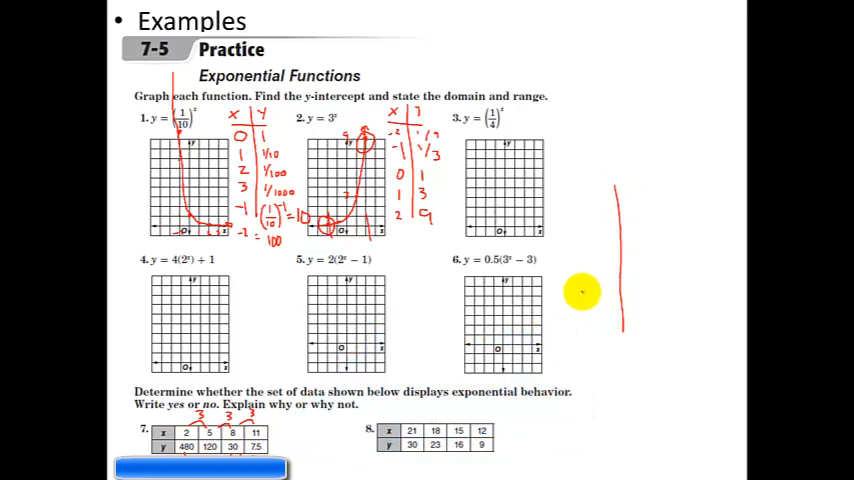 • Examples
7-5 Practice
Exponential Functions
Graph each function. Find the y-intercept and state the domain and range.
1. y = (1/10)^x
2. y = 3^x
3. y = (1/4)^x
X | Y
0 | 1
1 | 1/10
2 | 1/100
3 | 1/1000
-1 | (1/10)^-1 = 10
-2 = 100
X | Y
-2 | 1/9
-1 | 1/3
0 | 1
1 | 3
2 | 9
9
3
y
O
x
y
O
x
y
O
x
4. y = 4(2^x) + 1
5. y = 2(2^x − 1)
6. y = 0.5(3^x − 3)
y
O
x
y
O
x
y
O
x
Determine whether the set of data shown below displays exponential behavior.
Write yes or no. Explain why or why not.
3 3 3
7. x 2 5 8 11
y 480 120 30 7.5
8. x 21 18 15 12
y 30 23 16 9